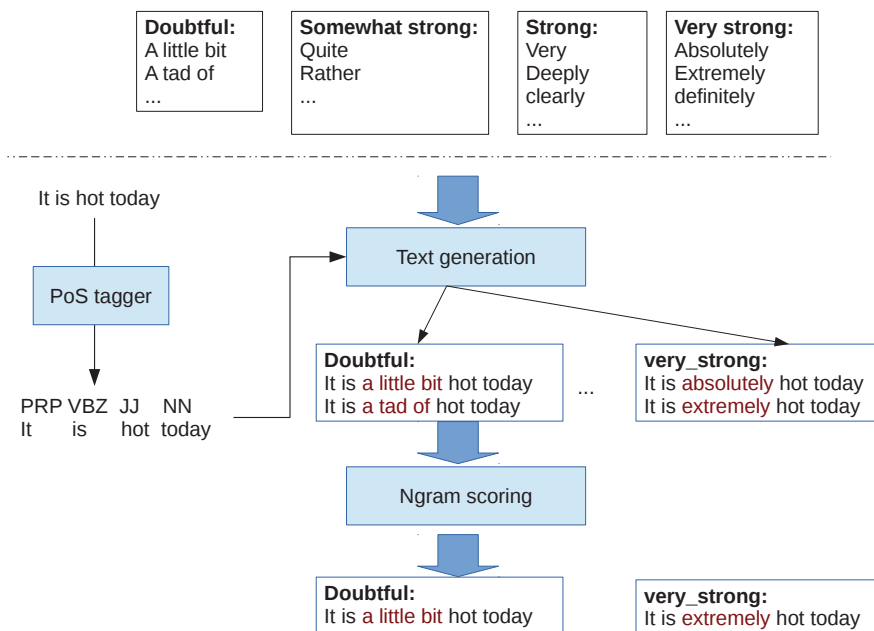 Doubtful:
A little bit
A tad of
...
Somewhat strong:
Quite
Rather
...
Strong:
Very
Deeply
clearly
...
Very strong:
Absolutely
Extremely
definitely
...
It is hot today
PoS tagger
PRP VBZ JJ NN
It is hot today
Text generation
Doubtful:
It is a little bit hot today
It is a tad of hot today
...
very_strong:
It is absolutely hot today
It is extremely hot today
Ngram scoring
Doubtful:
It is a little bit hot today
very_strong:
It is extremely hot today